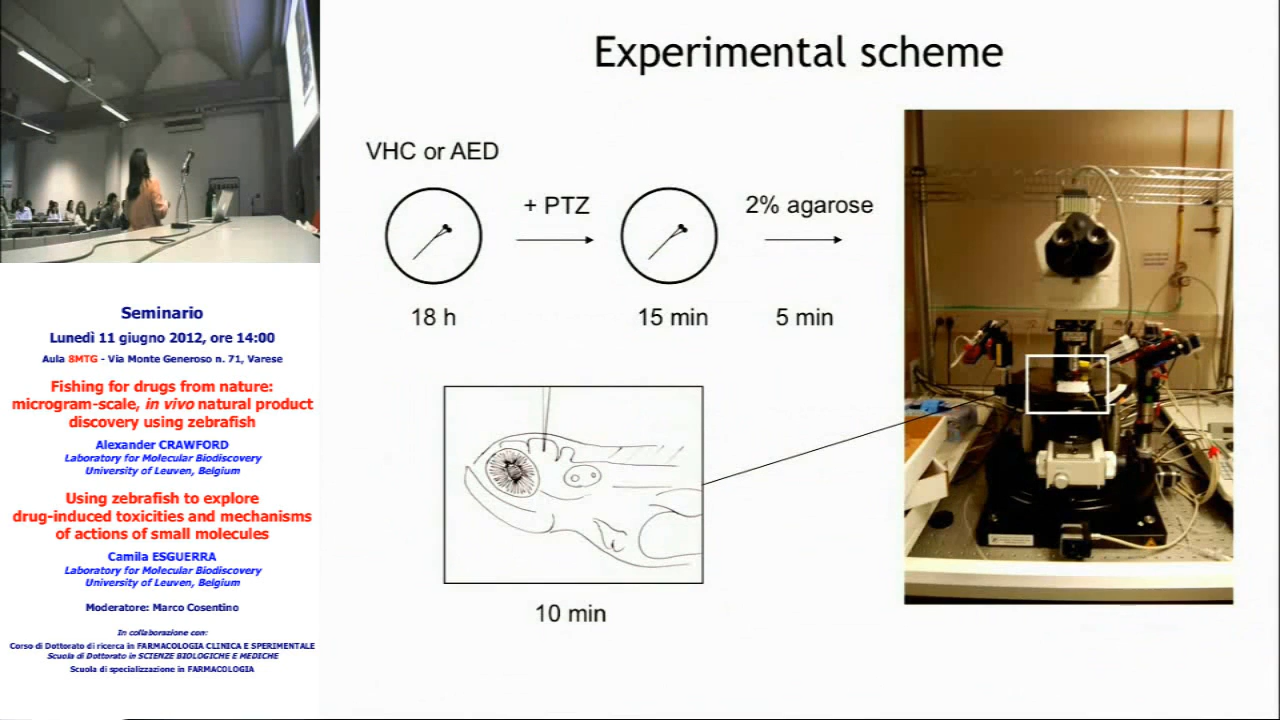 Experimental scheme
VHC or AED
+ PTZ
2% agarose
18 h
15 min
5 min
10 min
Seminario
Lunedì 11 giugno 2012, ore 14:00
Aula 8MTG - Via Monte Generoso n. 71, Varese
Fishing for drugs from nature:
microgram-scale, in vivo natural product
discovery using zebrafish
Alexander CRAWFORD
Laboratory for Molecular Biodiscovery
University of Leuven, Belgium
Using zebrafish to explore
drug-induced toxicities and mechanisms
of actions of small molecules
Camila ESGUERRA
Laboratory for Molecular Biodiscovery
University of Leuven, Belgium
Moderatore: Marco Cosentino
In collaborazione con:
Corso di Dottorato di ricerca in FARMACOLOGIA CLINICA E SPERIMENTALE
Scuola di Dottorato in SCIENZE BIOLOGICHE E MEDICHE
Scuola di specializzazione in FARMACOLOGIA